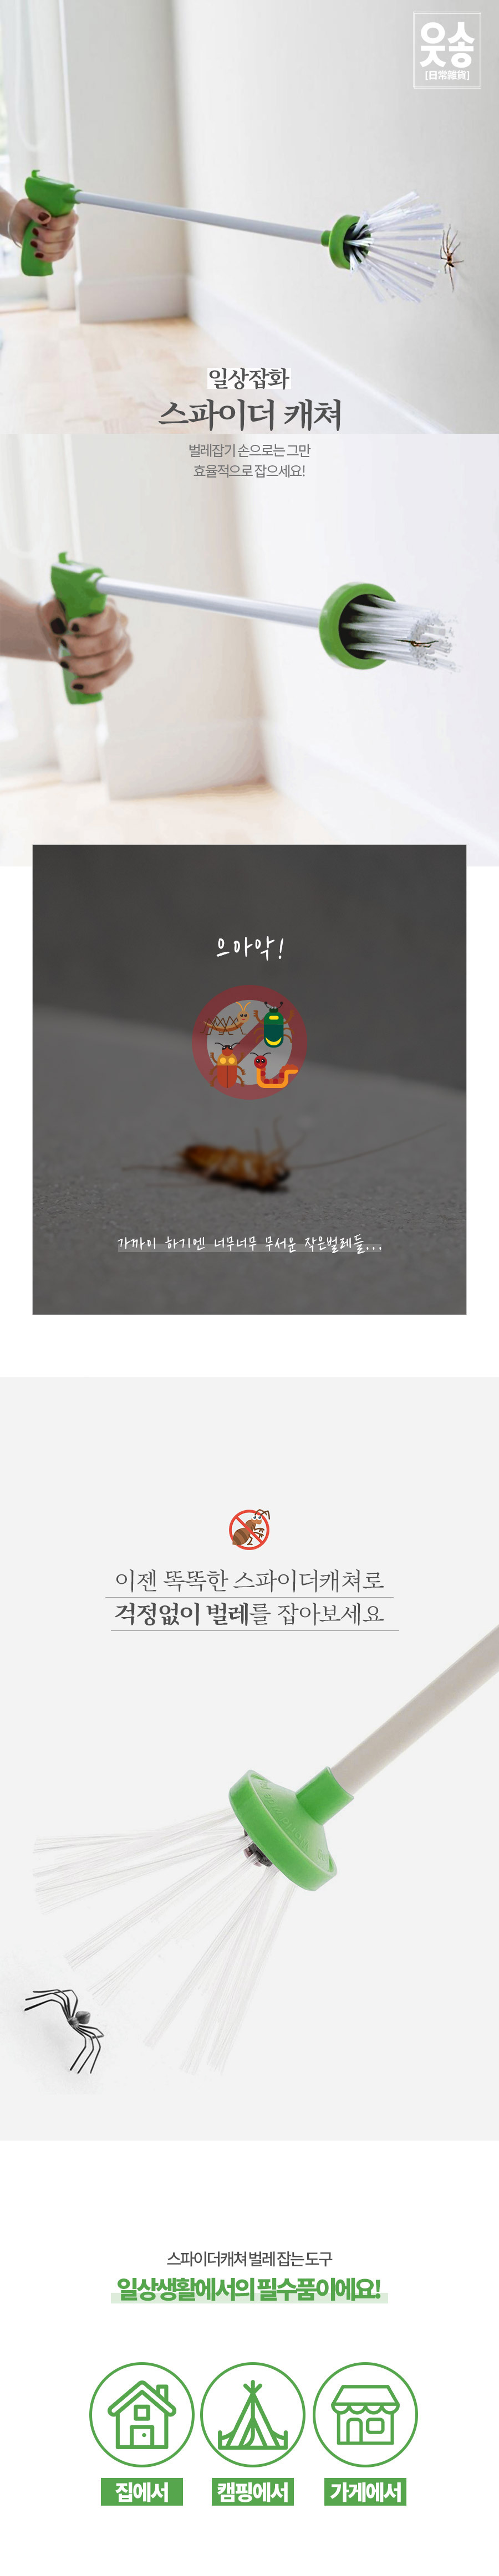 웃송
[日常雜貨]
일상잡화
스파이더 캐쳐
벌레잡기 손으로는 그만
효율적으로 잡으세요!
으아악!
가까이 하기엔 너무너무 무서운 작은벌레들...
이젠 똑똑한 스파이더캐쳐로
걱정없이 벌레를 잡아보세요
스파이더캐쳐 벌레 잡는 도구
일상생활에서의 필수품이에요!
집에서
캠핑에서
가게에서